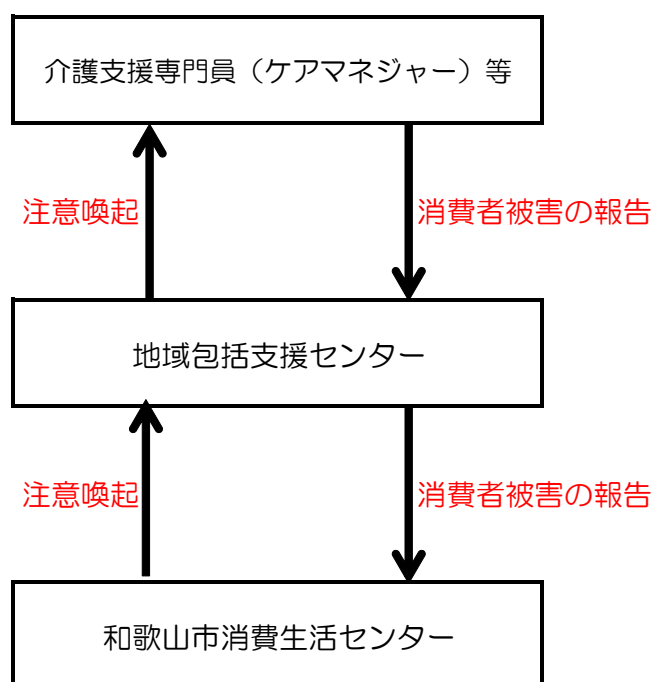 介護支援専門員（ケアマネジャー）等
注意喚起
消費者被害の報告
地域包括支援センター
注意喚起
消費者被害の報告
和歌山市消費生活センター